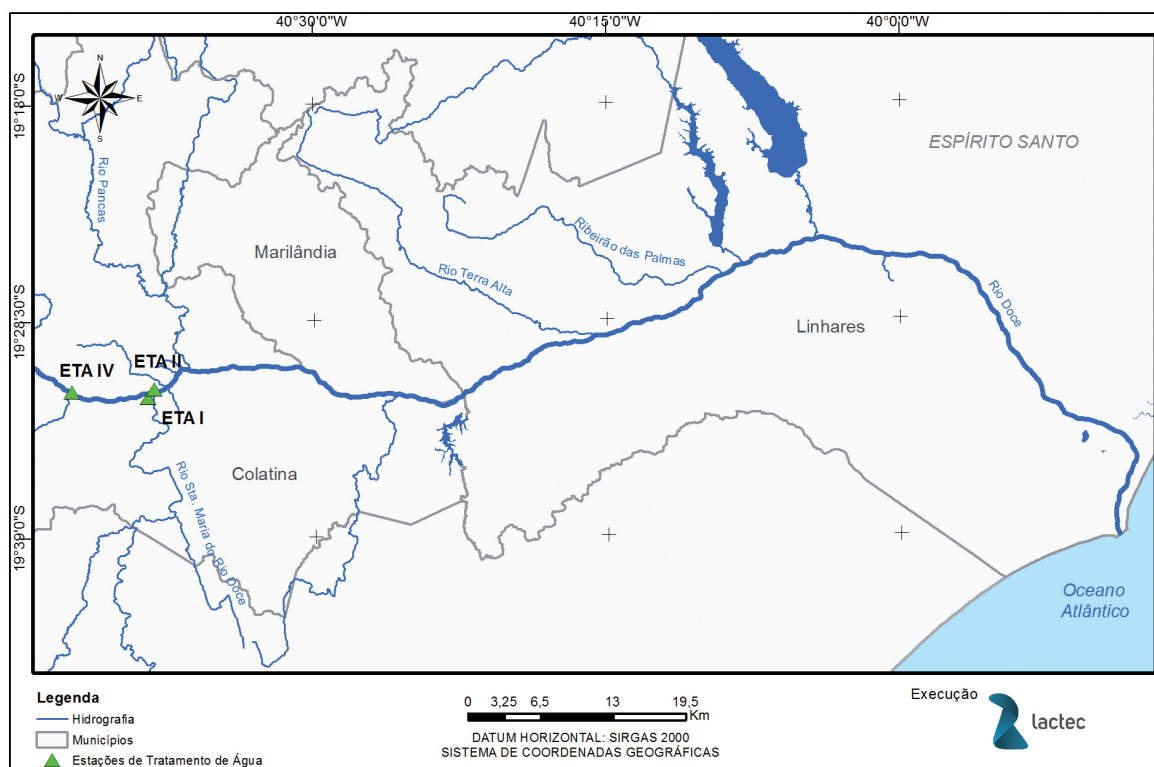 40°30'0"W 40°15'0"W 40°0'0"W
19°18'0"S
19°28'30"S
19°39'0"S
N
W E
S
ESPÍRITO SANTO
Rio Pancas
Marilândia
Ribeirão das Palmas
Rio Terra Alta
Rio Doce
Linhares
ETA IV
ETA II
ETA I
Colatina
Rio Sta. Maria do Rio Doce
Oceano
Atlântico
Legenda
Hidrografia
Municípios
Estações de Tratamento de Água
0 3,25 6,5 13 19,5
Km
DATUM HORIZONTAL: SIRGAS 2000
SISTEMA DE COORDENADAS GEOGRÁFICAS
Execução
lactec